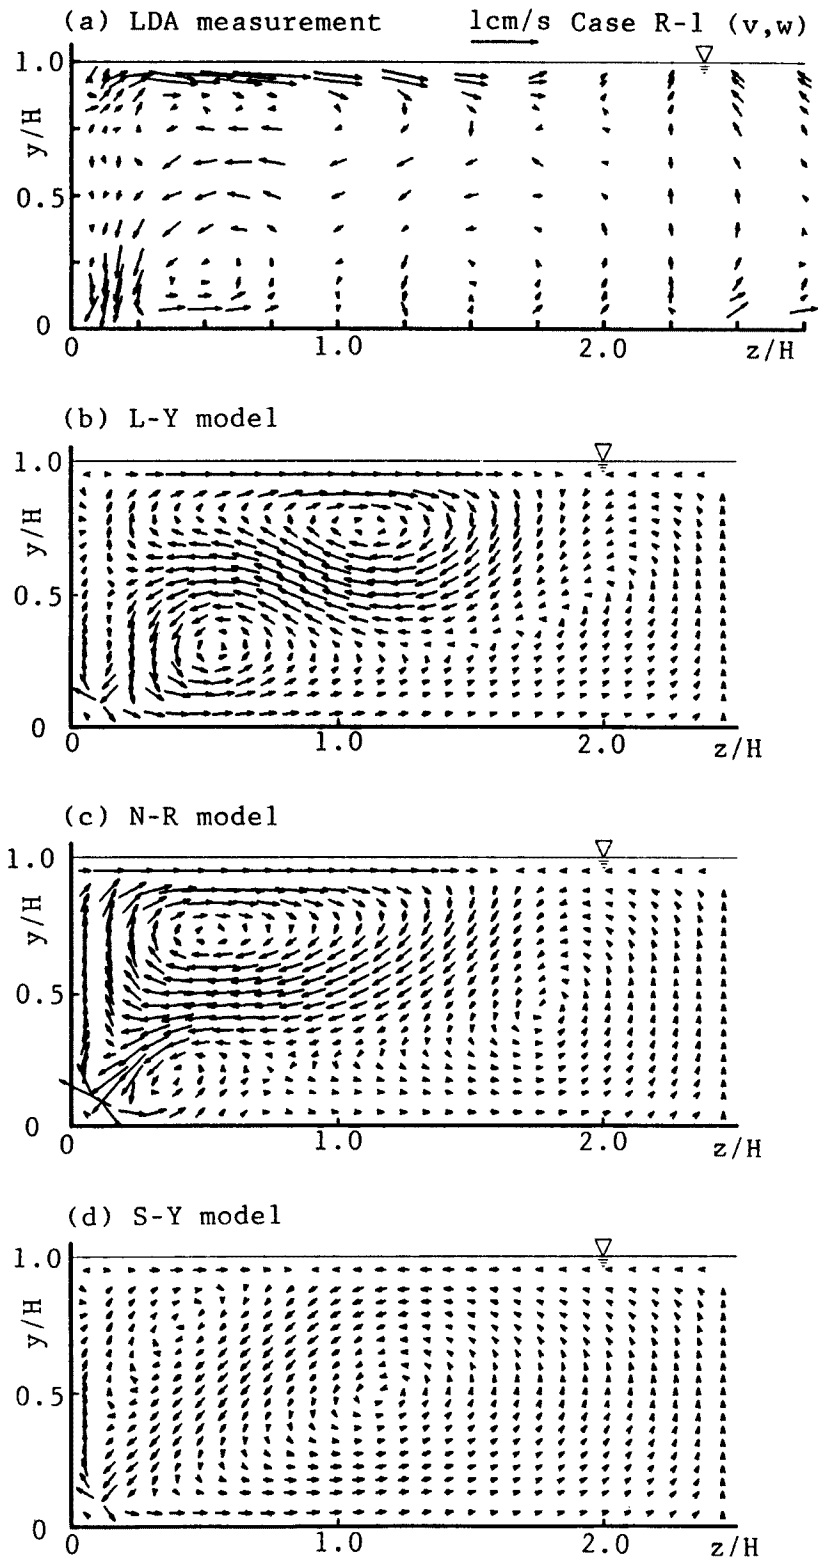 (a) LDA measurement 1cm/s Case R-1 (v,w)
1.0
y/H
0.5
0
0 1.0 2.0 z/H
(b) L-Y model
1.0
y/H
0.5
0
0 1.0 2.0 z/H
(c) N-R model
1.0
y/H
0.5
0
0 1.0 2.0 z/H
(d) S-Y model
1.0
y/H
0.5
0
0 1.0 2.0 z/H